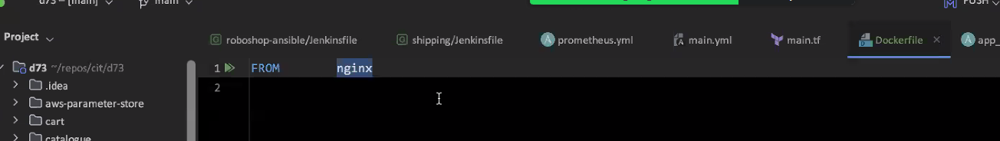 d73 – [main] main PUSH
Project
roboshop-ansible/Jenkinsfile shipping/Jenkinsfile prometheus.yml main.yml main.tf Dockerfile app_
d73 ~/repos/cit/d73
1 FROM nginx
.idea
2
aws-parameter-store
cart
catalogue